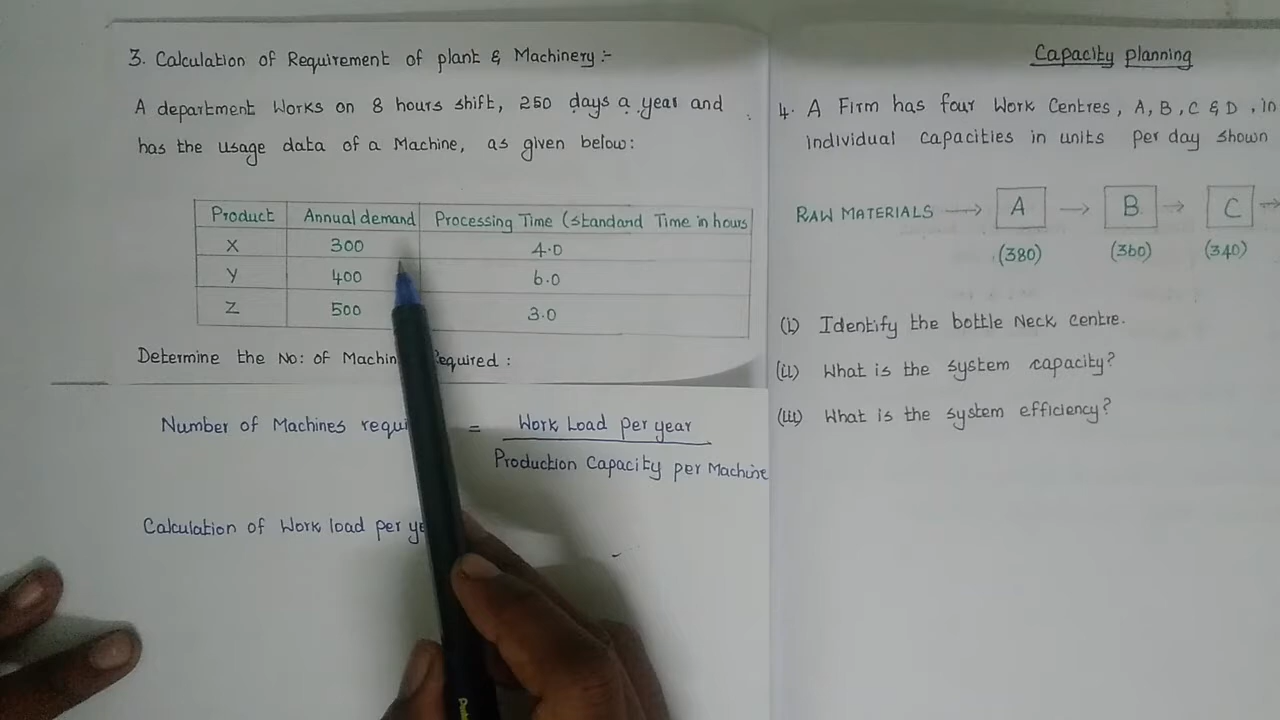 3. Calculation of Requirement of plant & Machinery:-
A department Works on 8 hours shift, 250 days a year and
has the usage data of a Machine, as given below:
Product Annual demand Processing Time (standard Time in hours
X 300 4.0
Y 400 6.0
Z 500 3.0
Determine the No: of Machin equired :
Number of Machines requi = Work Load per year
Production Capacity per Machine
Calculation of Work load per ye
Capacity planning
4. A Firm has four Work Centres, A, B, C & D, in
individual capacities in units per day shown
RAW MATERIALS → A → B → C →
(380) (360) (340)
(i) Identify the bottle Neck centre.
(ii) What is the system capacity?
(iii) What is the system efficiency?